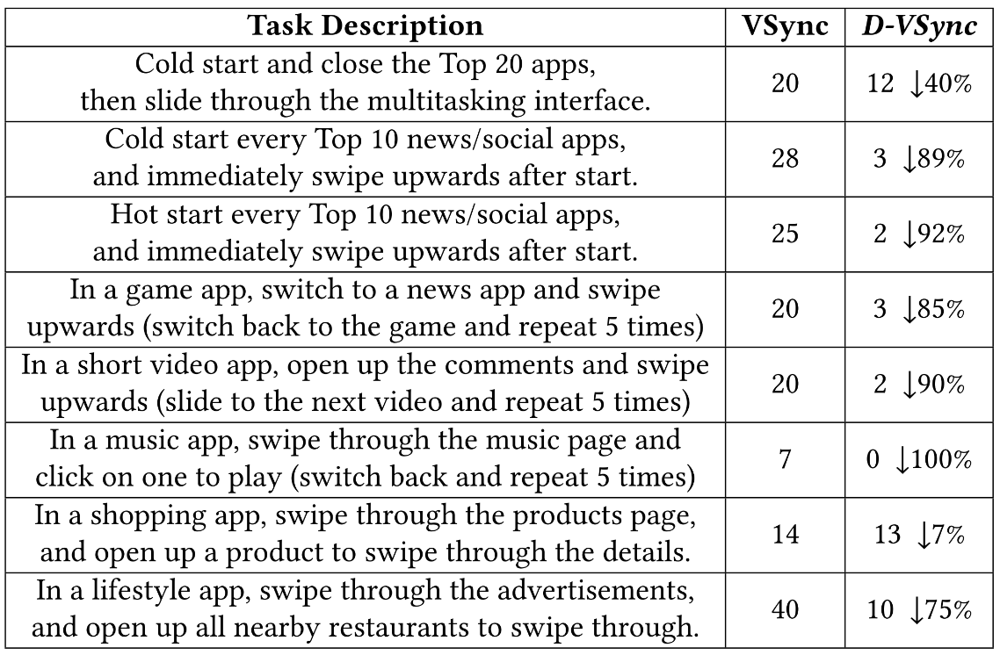 Task Description VSync D-VSync
Cold start and close the Top 20 apps,
then slide through the multitasking interface.
20 12 ↓40%
Cold start every Top 10 news/social apps,
and immediately swipe upwards after start.
28 3 ↓89%
Hot start every Top 10 news/social apps,
and immediately swipe upwards after start.
25 2 ↓92%
In a game app, switch to a news app and swipe
upwards (switch back to the game and repeat 5 times)
20 3 ↓85%
In a short video app, open up the comments and swipe
upwards (slide to the next video and repeat 5 times)
20 2 ↓90%
In a music app, swipe through the music page and
click on one to play (switch back and repeat 5 times)
7 0 ↓100%
In a shopping app, swipe through the products page,
and open up a product to swipe through the details.
14 13 ↓7%
In a lifestyle app, swipe through the advertisements,
and open up all nearby restaurants to swipe through.
40 10 ↓75%